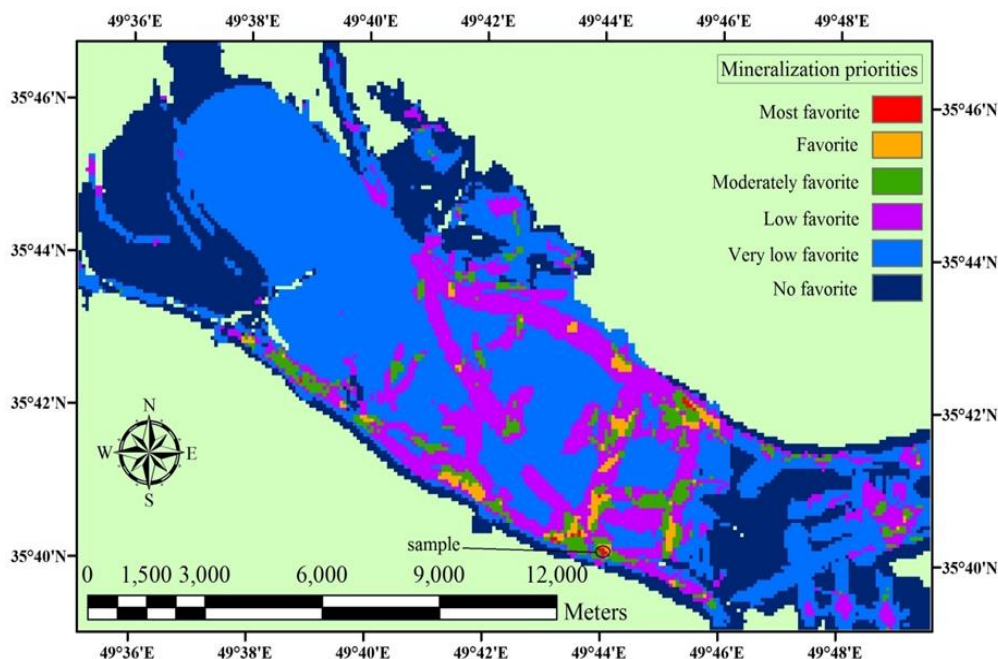 49°36'E 49°38'E 49°40'E 49°42'E 49°44'E 49°46'E 49°48'E
Mineralization priorities
35°46'N 35°46'N
Most favorite
Favorite
Moderately favorite
Low favorite
35°44'N 35°44'N
Very low favorite
No favorite
35°42'N 35°42'N
N
W E
S
sample
35°40'N 35°40'N
0 1,500 3,000 6,000 9,000 12,000
Meters
49°36'E 49°38'E 49°40'E 49°42'E 49°44'E 49°46'E 49°48'E